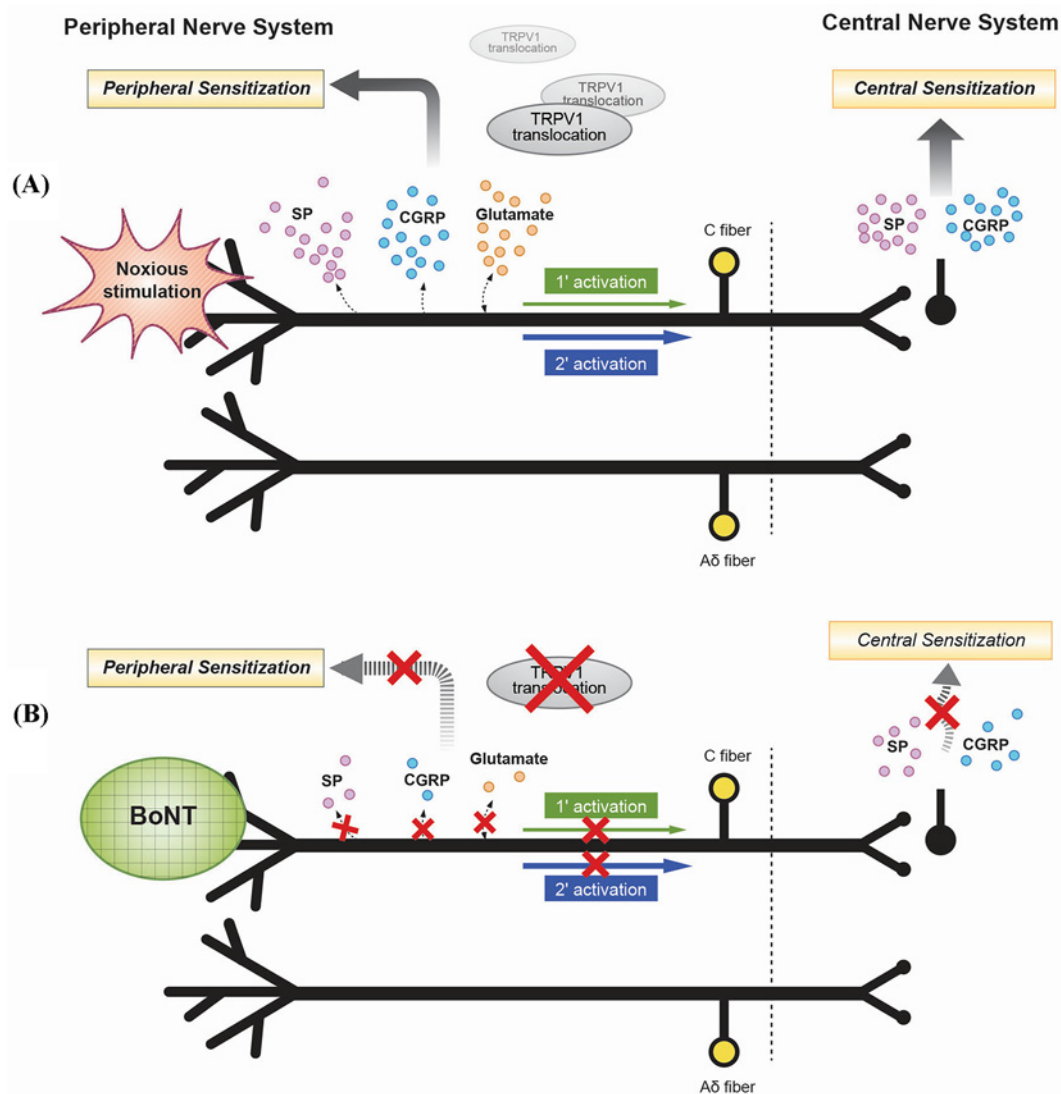 Peripheral Nerve System
Central Nerve System
TRPV1
translocation
TRPV1
translocation
TRPV1
translocation
Peripheral Sensitization
Central Sensitization
(A)
SP
CGRP
Glutamate
C fiber
SP
CGRP
Noxious
stimulation
1' activation
2' activation
Aδ fiber
Peripheral Sensitization
TRPV1
translocation
Central Sensitization
(B)
SP
CGRP
Glutamate
C fiber
SP
CGRP
BoNT
1' activation
2' activation
Aδ fiber